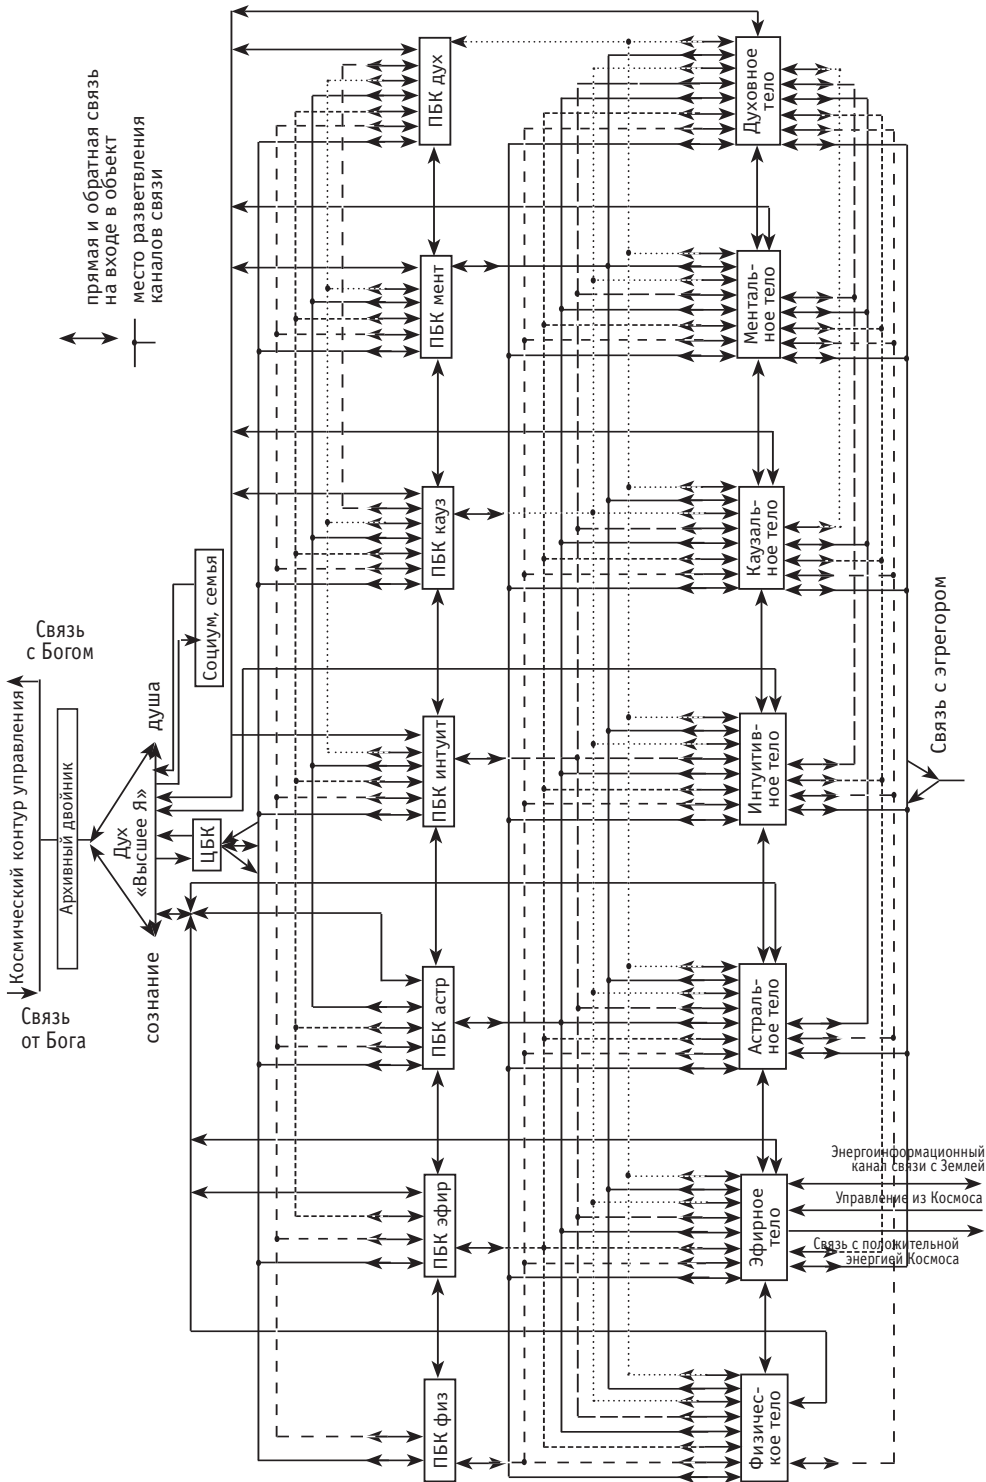 Связь
от Бога
Космический контур управления
Связь
с Богом
Архивный двойник
сознание
Дух
«Высшее Я»
душа
ЦБК
Социум, семья
прямая и обратная связь
на входе в объект
место разветвления
каналов связи
ПБК физ
ПБК эфир
ПБК астр
ПБК интуит
ПБК кауз
ПБК мент
ПБК дух
физичес-
кое тело
Эфирное
тело
Астраль-
ное тело
Интуитив-
ное тело
Каузаль-
ное тело
Менталь-
ное тело
Духовное
тело
Энергоинформационный
канал связи с Землей
Управление из Космоса
Связь с положительной
энергией Космоса
Связь с эгрегором